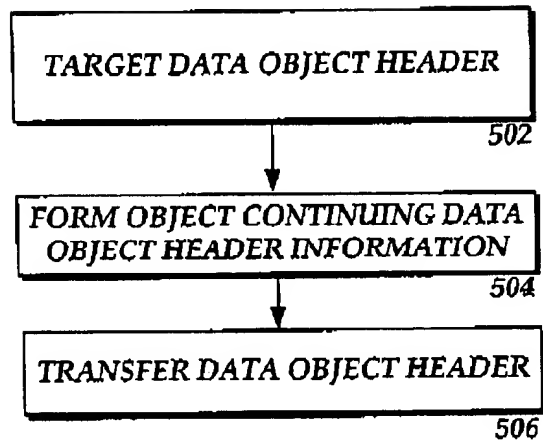 TARGET DATA OBJECT HEADER
502
FORM OBJECT CONTINUING DATA
OBJECT HEADER INFORMATION
504
TRANSFER DATA OBJECT HEADER
506